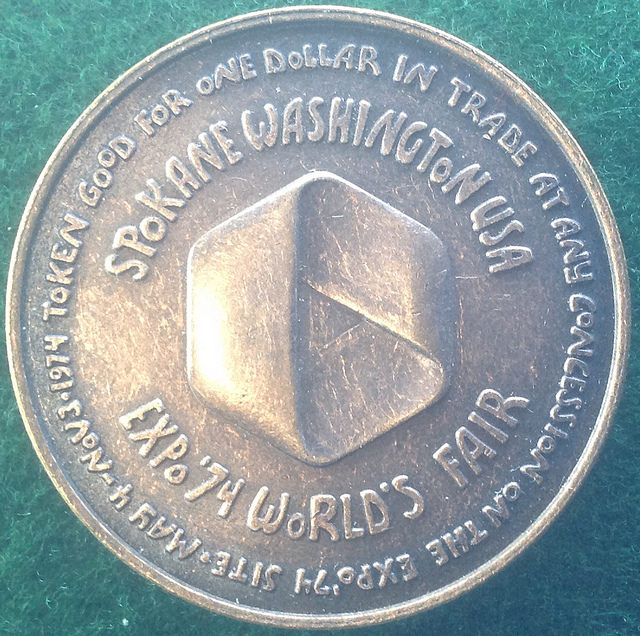 TOKEN GOOD FOR ONE DOLLAR IN TRADE AT ANY CONCESSION ON THE EXPO '74 SITE • MAY 4 - NOV 3 • 1974
SPOKANE WASHINGTON USA
EXPO '74 WORLD'S FAIR